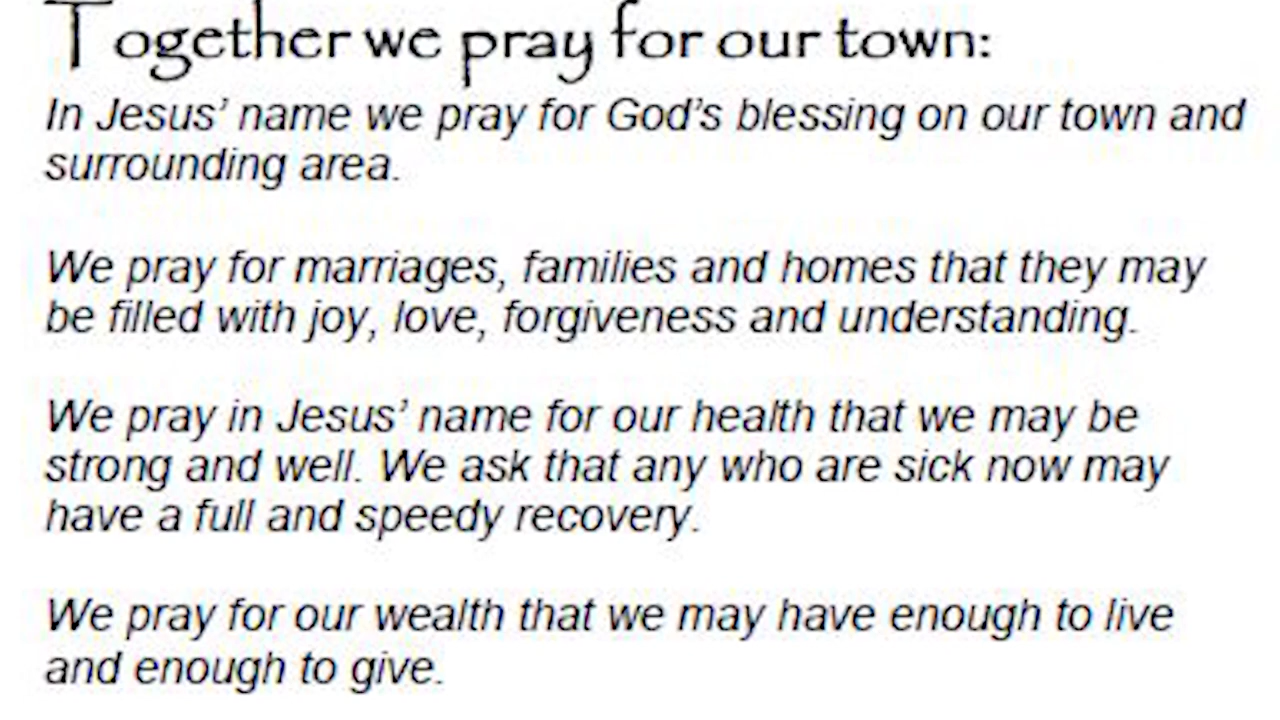 Together we pray for our town:
In Jesus’ name we pray for God’s blessing on our town and
surrounding area.
We pray for marriages, families and homes that they may
be filled with joy, love, forgiveness and understanding.
We pray in Jesus’ name for our health that we may be
strong and well. We ask that any who are sick now may
have a full and speedy recovery.
We pray for our wealth that we may have enough to live
and enough to give.